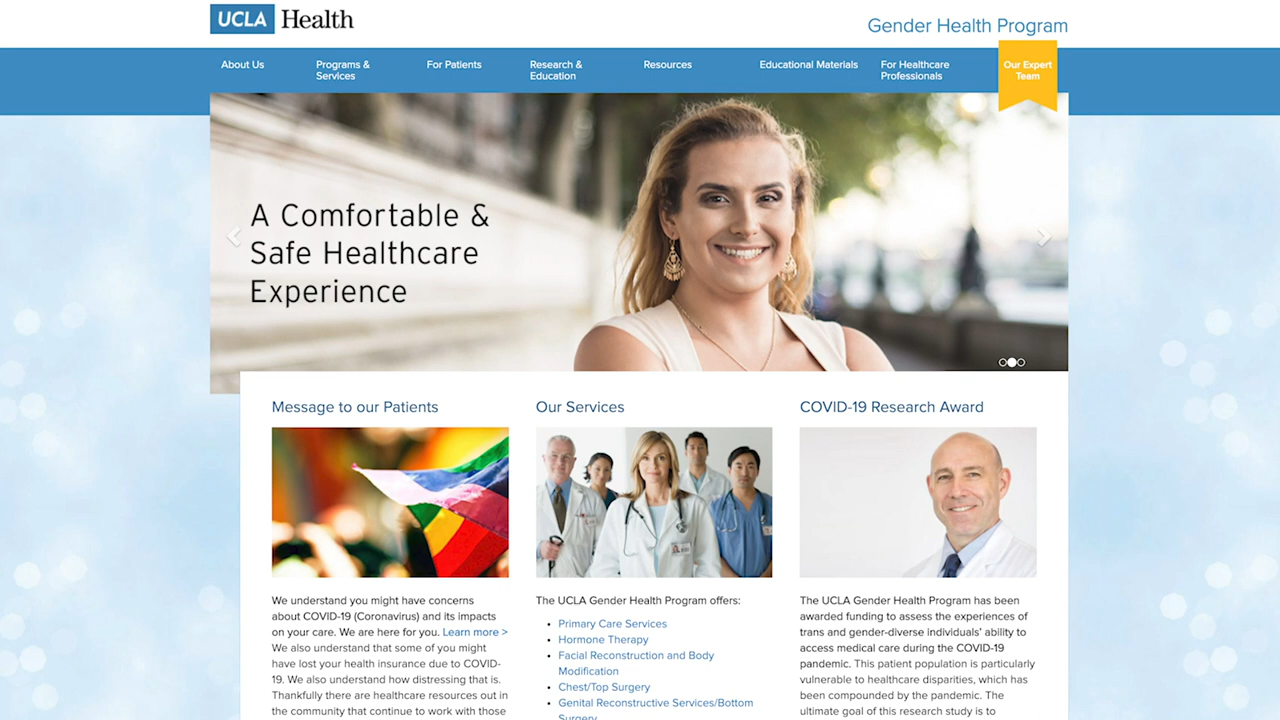 UCLA Health
Gender Health Program
About Us
Programs &
Services
For Patients
Research &
Education
Resources
Educational Materials
For Healthcare
Professionals
Our Expert
Team
A Comfortable &
Safe Healthcare
Experience
Message to our Patients
We understand you might have concerns
about COVID-19 (Coronavirus) and its impacts
on your care. We are here for you. Learn more >
We also understand that some of you might
have lost your health insurance due to COVID-
19. We also understand how distressing that is.
Thankfully there are healthcare resources out in
the community that continue to work with those
Our Services
The UCLA Gender Health Program offers:
• Primary Care Services
• Hormone Therapy
• Facial Reconstruction and Body
Modification
• Chest/Top Surgery
• Genital Reconstructive Services/Bottom
Surgery
COVID-19 Research Award
The UCLA Gender Health Program has been
awarded funding to assess the experiences of
trans and gender-diverse individuals' ability to
access medical care during the COVID-19
pandemic. This patient population is particularly
vulnerable to healthcare disparities, which has
been compounded by the pandemic. The
ultimate goal of this research study is to